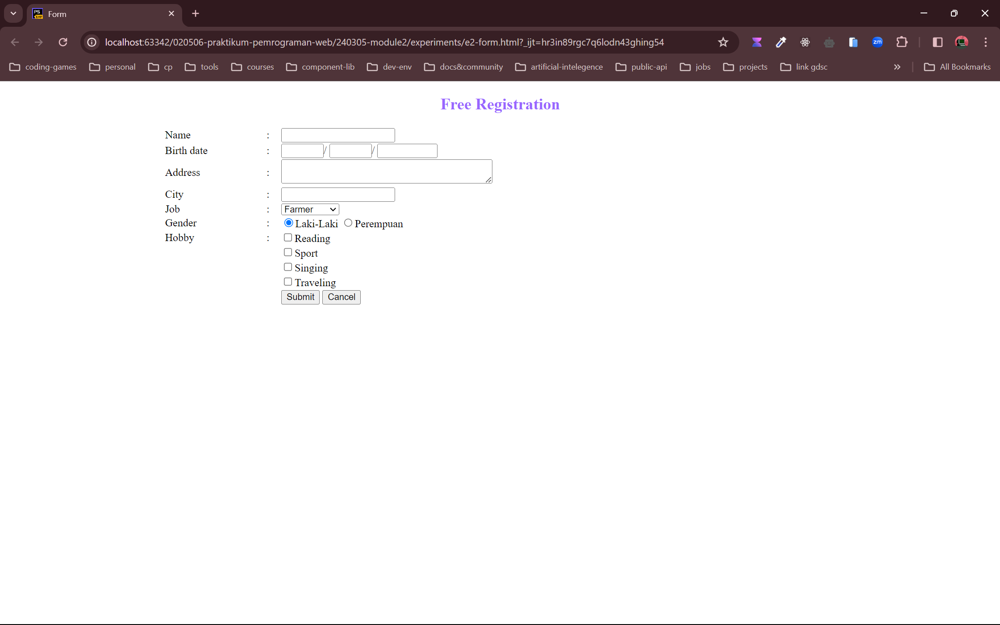 PS
Form
localhost:63342/020506-praktikum-pemrograman-web/240305-module2/experiments/e2-form.html?_ijt=hr3in89rgc7q6lodn43ghing54
zm
coding-games personal cp tools courses component-lib dev-env docs&community artificial-intelegence public-api jobs projects link gdsc » All Bookmarks
Free Registration
Name :
Birth date : / /
Address :
City :
Job : Farmer
Gender : Laki-Laki Perempuan
Hobby : Reading
Sport
Singing
Traveling
Submit Cancel